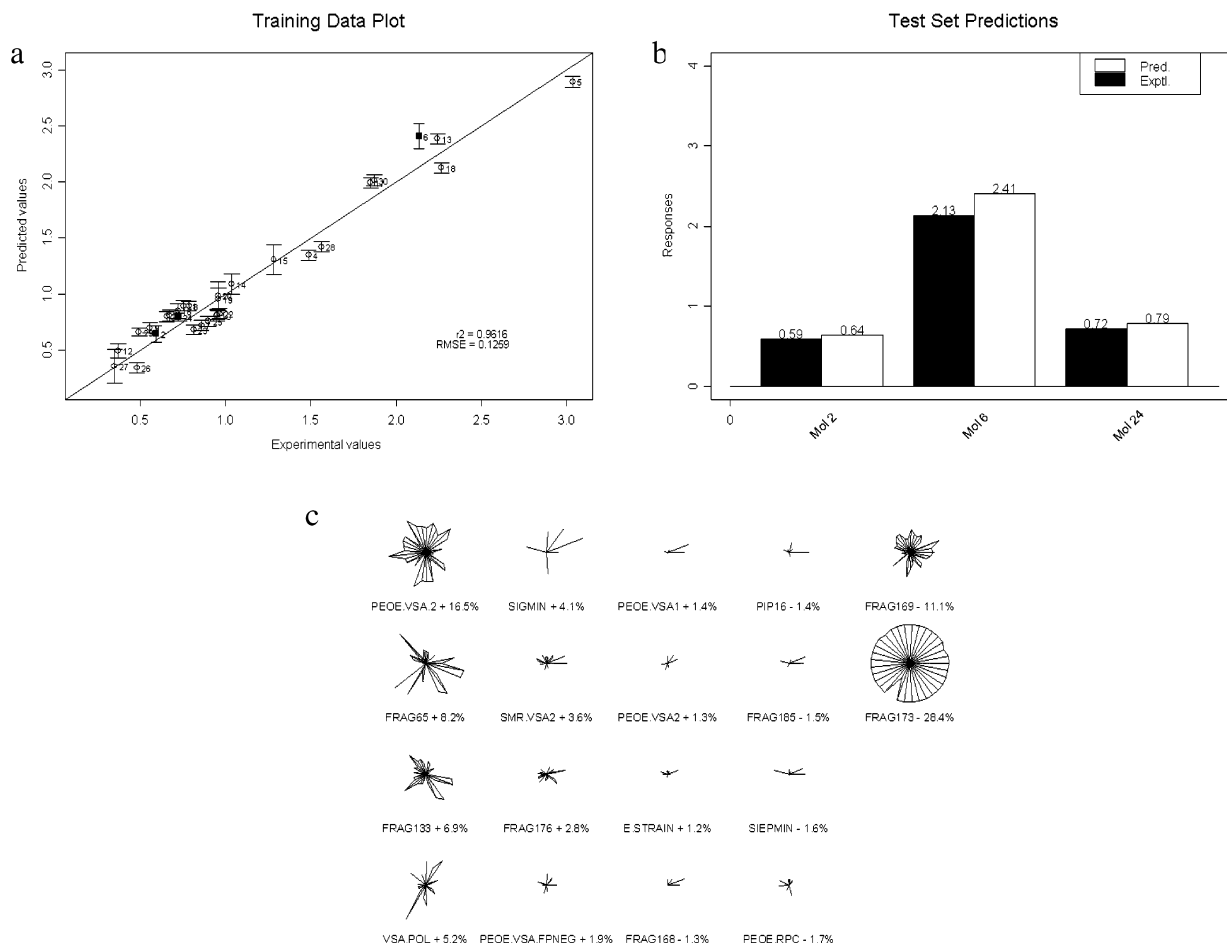 Training Data Plot
a
3.0
2.5
2.0
1.5
1.0
0.5
Predicted values
5
6
13
18
30
28
4
15
14
19
22
2
12
27
26
r2 = 0.9616
RMSE = 0.1259
0.5 1.0 1.5 2.0 2.5 3.0
Experimental values
Test Set Predictions
b
Pred.
Exptl.
4
3
2
1
0
Responses
0.59 0.64
2.13 2.41
0.72 0.79
0
Mol 2
Mol 6
Mol 24
c
PEOE.VSA.2 + 16.5% SIGMIN + 4.1% PEOE.VSA1 + 1.4% PIP16 - 1.4% FRAG169 - 11.1%
FRAG65 + 8.2% SMR.VSA2 + 3.6% PEOE.VSA2 + 1.3% FRAG185 - 1.5% FRAG173 - 28.4%
FRAG133 + 6.9% FRAG176 + 2.8% E.STRAIN + 1.2% SIEPMIN - 1.6%
VSA.POL + 5.2% PEOE.VSA.FPNEG + 1.9% FRAG168 - 1.3% PEOE.RPC - 1.7%